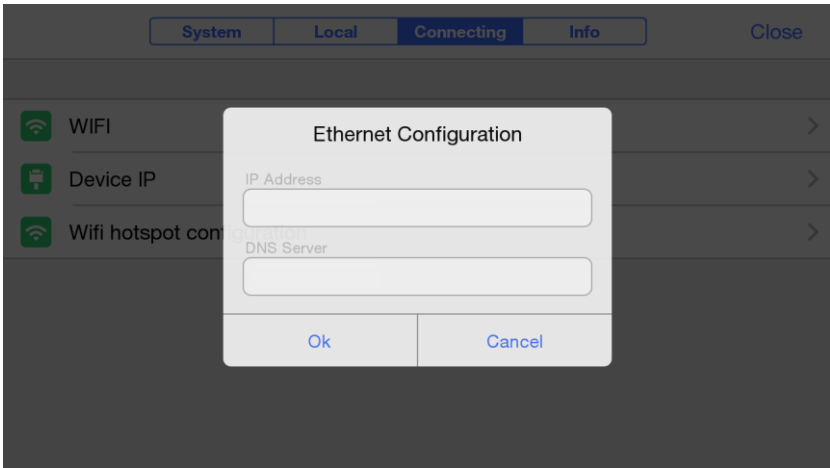 System Local Connecting Info Close
WIFI
Device IP
Wifi hotspot configuration
Ethernet Configuration
IP Address
DNS Server
Ok Cancel